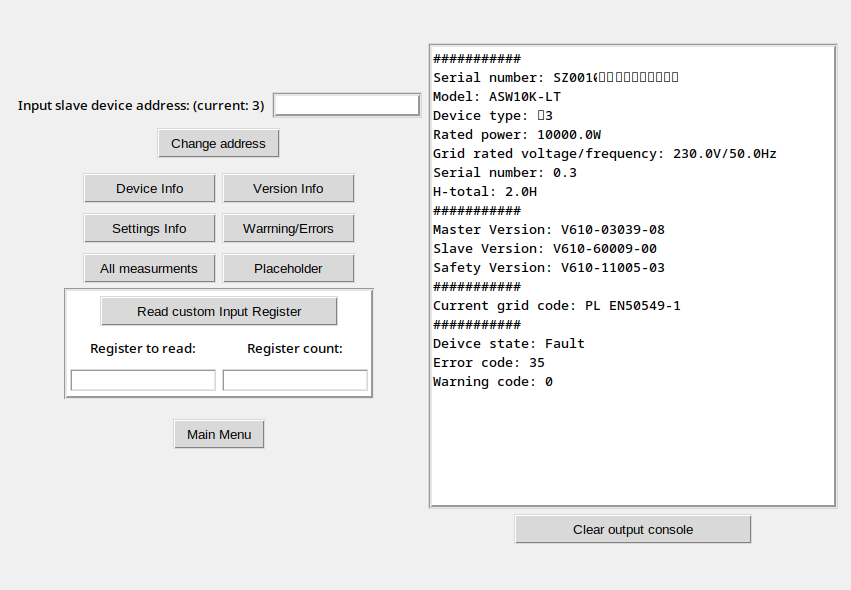 Input slave device address: (current: 3)
Change address
Device Info
Version Info
Settings Info
Warrning/Errors
All measurments
Placeholder
Read custom Input Register
Register to read:
Register count:
Main Menu
###########
Serial number: SZ001
Model: ASW10K-LT
Device type: 3
Rated power: 10000.0W
Grid rated voltage/frequency: 230.0V/50.0Hz
Serial number: 0.3
H-total: 2.0H
###########
Master Version: V610-03039-08
Slave Version: V610-60009-00
Safety Version: V610-11005-03
###########
Current grid code: PL EN50549-1
###########
Deivce state: Fault
Error code: 35
Warning code: 0
Clear output console